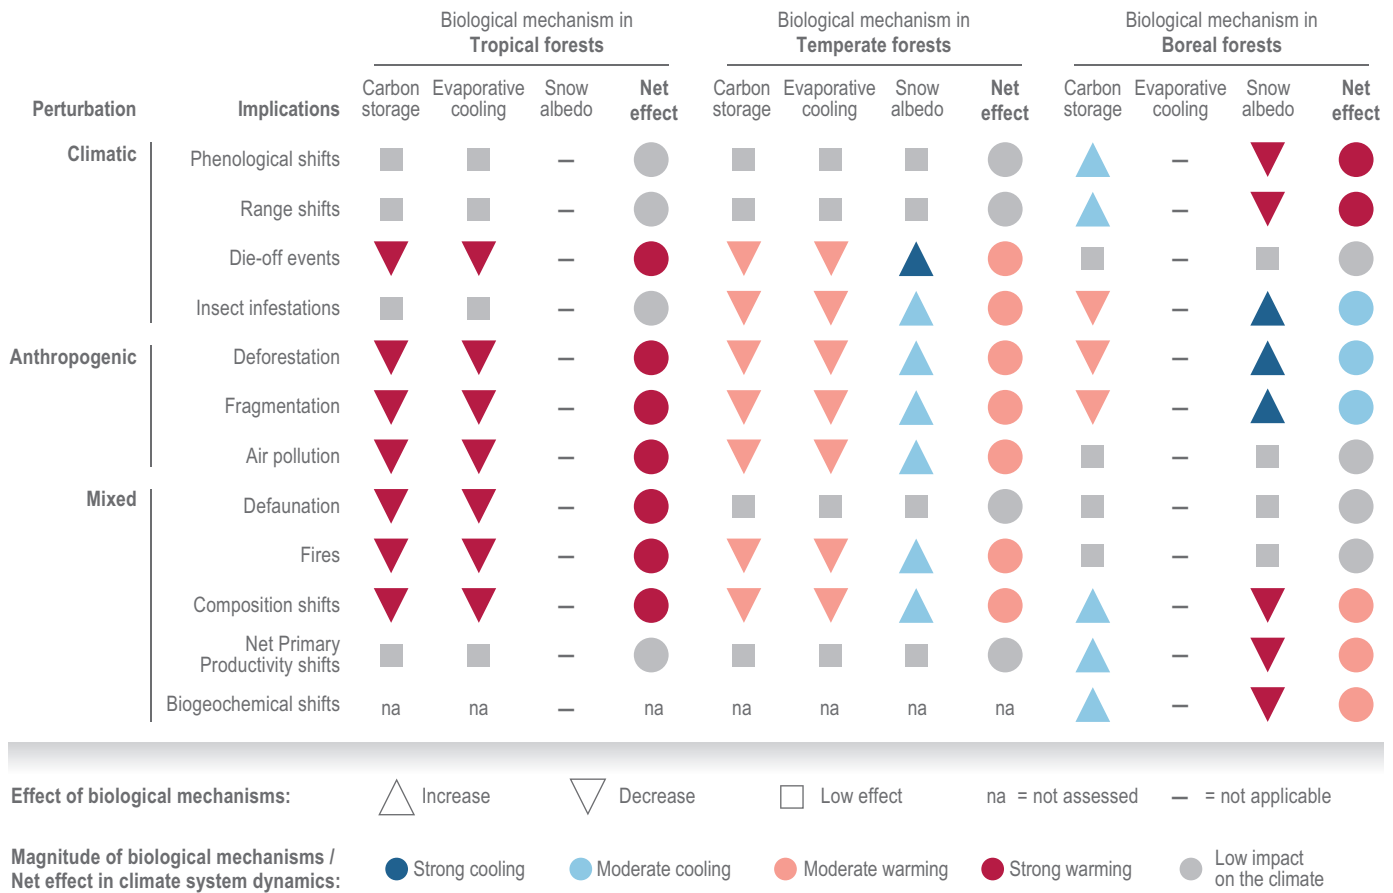 Biological mechanism in Biological mechanism in Biological mechanism in
Tropical forests Temperate forests Boreal forests
Carbon Evaporative Snow Net Carbon Evaporative Snow Net Carbon Evaporative Snow Net
Perturbation Implications storage cooling albedo effect storage cooling albedo effect storage cooling albedo effect
Climatic Phenological shifts – –
Range shifts – –
Die-off events – –
Insect infestations – –
Anthropogenic Deforestation – –
Fragmentation – –
Air pollution – –
Mixed Defaunation – –
Fires – –
Composition shifts – –
Net Primary
Productivity shifts – –
Biogeochemical shifts na na – na na na na na –
Effect of biological mechanisms: Increase Decrease Low effect na = not assessed – = not applicable
Magnitude of biological mechanisms /
Net effect in climate system dynamics: Strong cooling Moderate cooling Moderate warming Strong warming Low impact
on the climate